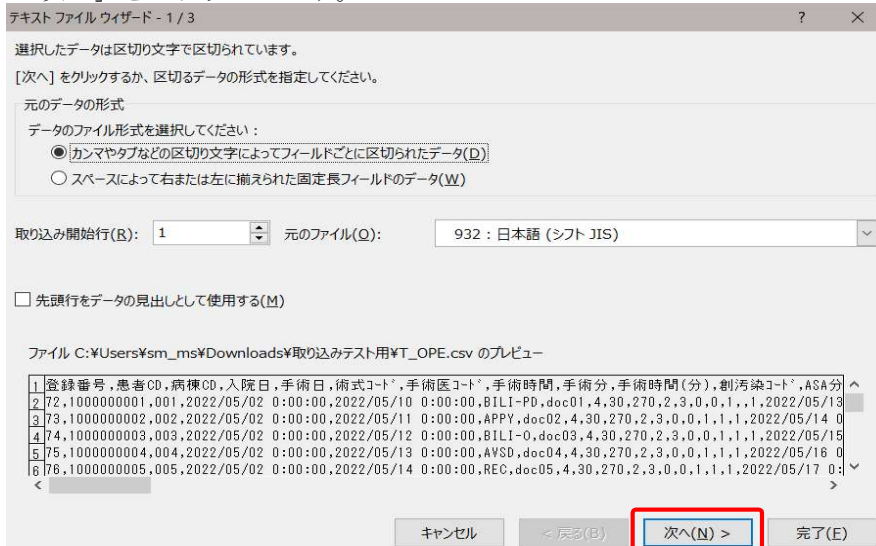 テキスト ファイル ウィザード - 1 / 3 ? ×
選択したデータは区切り文字で区切られています。
[次へ] をクリックするか、区切るデータの形式を指定してください。
元のデータの形式
データのファイル形式を選択してください：
カンマやタブなどの区切り文字によってフィールドごとに区切られたデータ(D)
スペースによって右または左に揃えられた固定長フィールドのデータ(W)
取り込み開始行(R): 1 元のファイル(O): 932 : 日本語 (シフト JIS)
先頭行をデータの見出しとして使用する(M)
ファイル C:¥Users¥sm_ms¥Downloads¥取り込みテスト用¥T_OPE.csv のプレビュー
1 登録番号,患者CD,病棟CD,入院日,手術日,術式ｺｰﾄﾞ,手術医ｺｰﾄﾞ,手術時間,手術分,手術時間(分),創汚染ｺｰﾄﾞ,ASA分
2 72,1000000001,001,2022/05/02 0:00:00,2022/05/10 0:00:00,BILI-PD,doc01,4,30,270,2,3,0,0,1,,1,2022/05/13
3 73,1000000002,002,2022/05/02 0:00:00,2022/05/11 0:00:00,APPY,doc02,4,30,270,2,3,0,0,1,1,1,2022/05/14 0
4 74,1000000003,003,2022/05/02 0:00:00,2022/05/12 0:00:00,BILI-O,doc03,4,30,270,2,3,0,0,1,1,1,2022/05/15
5 75,1000000004,004,2022/05/02 0:00:00,2022/05/13 0:00:00,AVSD,doc04,4,30,270,2,3,0,0,1,1,1,2022/05/16 0
6 76,1000000005,005,2022/05/02 0:00:00,2022/05/14 0:00:00,REC,doc05,4,30,270,2,3,0,0,1,1,1,2022/05/17 0:
キャンセル < 戻る(B) 次へ(N) > 完了(E)